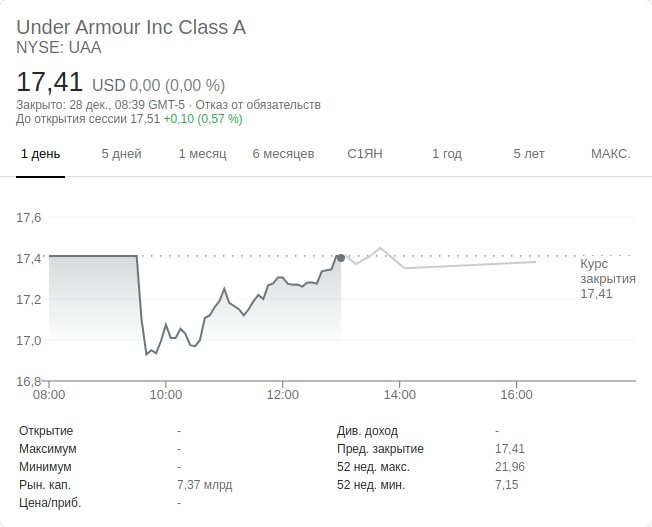 Under Armour Inc Class A
NYSE: UAA
17,41 USD 0,00 (0,00 %)
Закрыто: 28 дек., 08:39 GMT-5 · Отказ от обязательств
До открытия сессии 17,51 +0,10 (0,57 %)
1 день 5 дней 1 месяц 6 месяцев С1ЯН 1 год 5 лет МАКС.
17,6
17,4
Курс
закрытия
17,41
17,2
17,0
16,8
08:00 10:00 12:00 14:00 16:00
Открытие - Див. доход -
Максимум - Пред. закрытие 17,41
Минимум - 52 нед. макс. 21,96
Рын. кап. 7,37 млрд 52 нед. мин. 7,15
Цена/приб. -